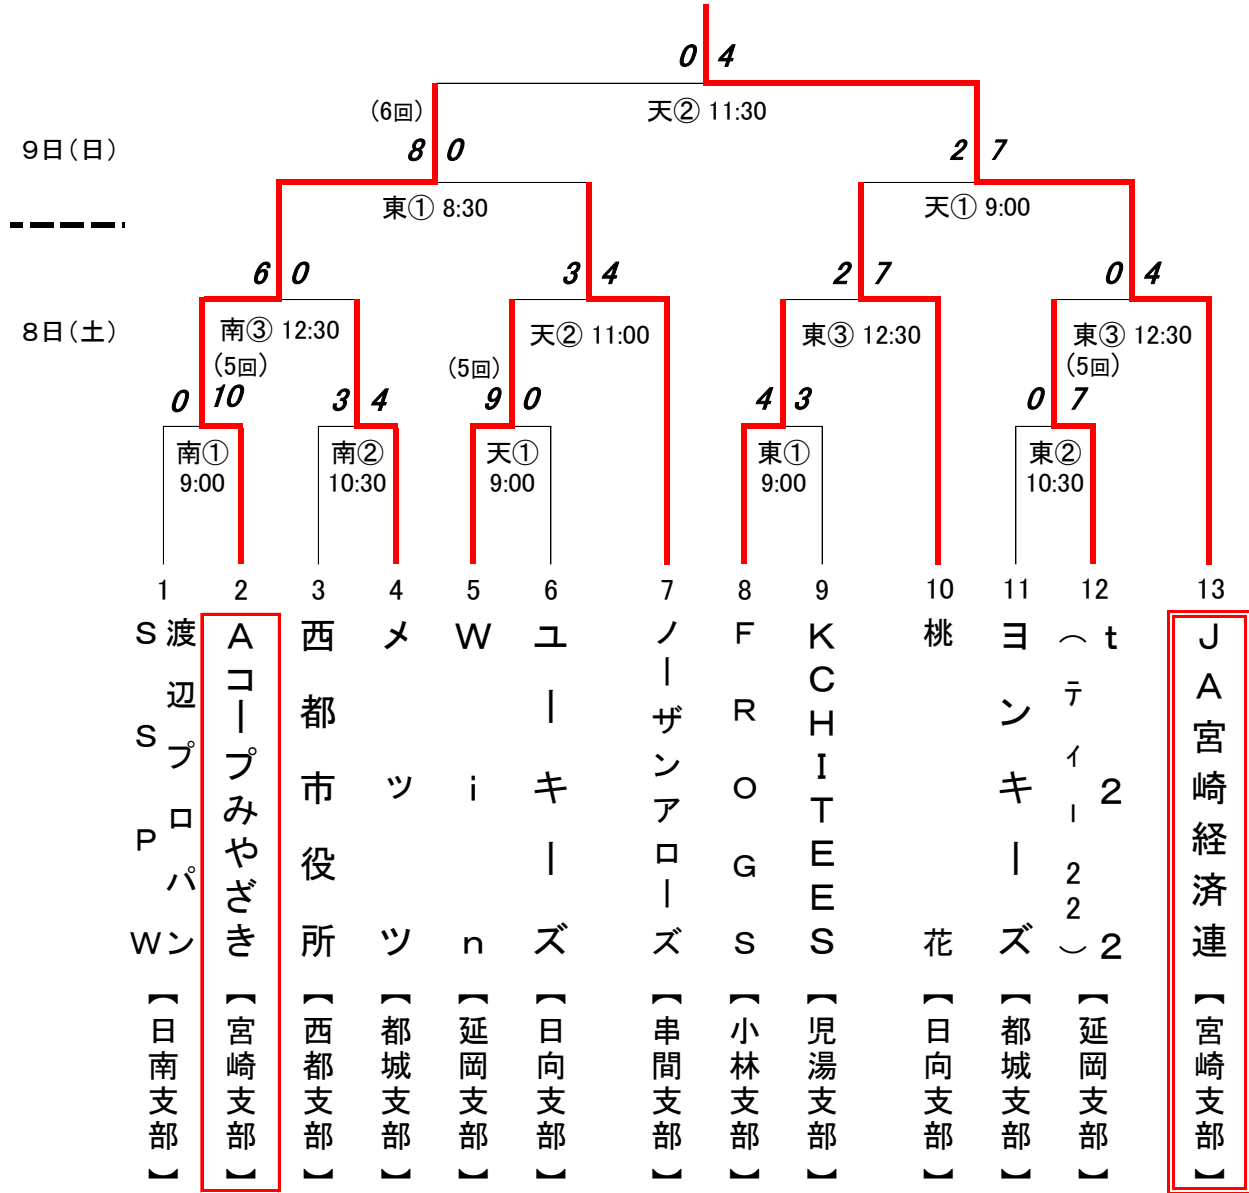 0 4
(6回)
天② 11:30
9日(日)
8 0
2 7
東① 8:30
天① 9:00
6 0
3 4
2 7
0 4
8日(土)
南③ 12:30
天② 11:00
東③ 12:30
東③ 12:30
(5回)
(5回)
(5回)
0 10
3 4
9 0
4 3
0 7
南①
9:00
南②
10:30
天①
9:00
東①
9:00
東②
10:30
1
2
3
4
5
6
7
8
9
10
11
12
13
渡辺プロパン
SSPW
【日南支部】
Aコープみやざき
【宮崎支部】
西都市役所
【西都支部】
メッツ
【都城支部】
Win
【延岡支部】
ユーキーズ
【日向支部】
ノーザンアローズ
【串間支部】
FROGS
【小林支部】
KCHITEES
【児湯支部】
桃花
【日向支部】
ヨンキーズ
【都城支部】
t22
(ティー22)
【延岡支部】
JA宮崎経済連
【宮崎支部】